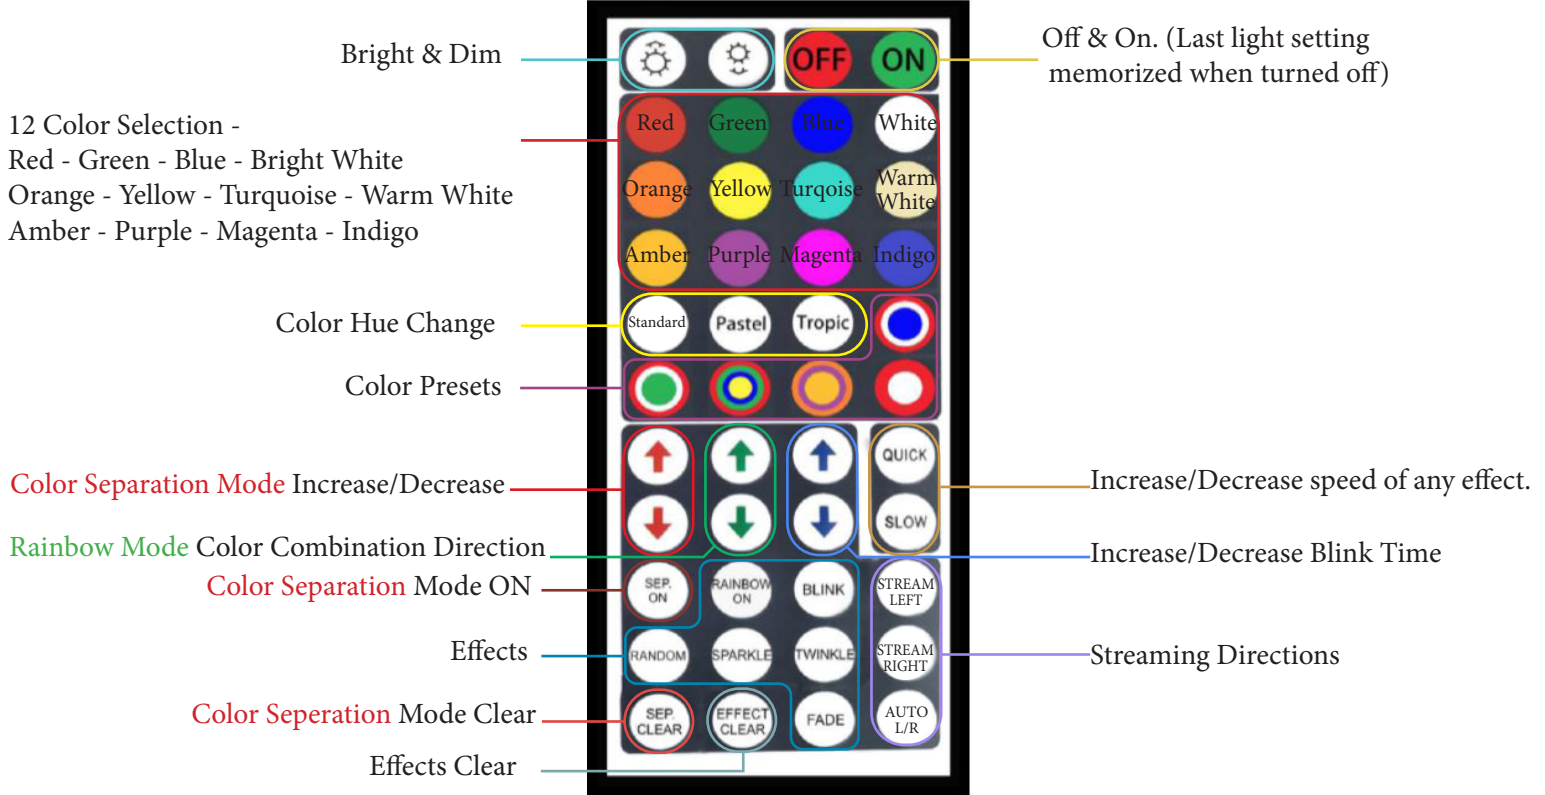 Bright & Dim
Off & On. (Last light setting
memorized when turned off)
OFF
ON
12 Color Selection -
Red - Green - Blue - Bright White
Orange - Yellow - Turquoise - Warm White
Amber - Purple - Magenta - Indigo
Red
Green
Blue
White
Orange
Yellow
Turqoise
Warm
White
Amber
Purple
Magenta
Indigo
Color Hue Change
Standard
Pastel
Tropic
Color Presets
Color Separation Mode Increase/Decrease
QUICK
SLOW
Increase/Decrease speed of any effect.
Rainbow Mode Color Combination Direction
Increase/Decrease Blink Time
Color Separation Mode ON
SEP.
ON
RAINBOW
ON
BLINK
STREAM
LEFT
Effects
RANDOM
SPARKLE
TWINKLE
STREAM
RIGHT
Streaming Directions
Color Seperation Mode Clear
SEP.
CLEAR
EFFECT
CLEAR
FADE
AUTO
L/R
Effects Clear